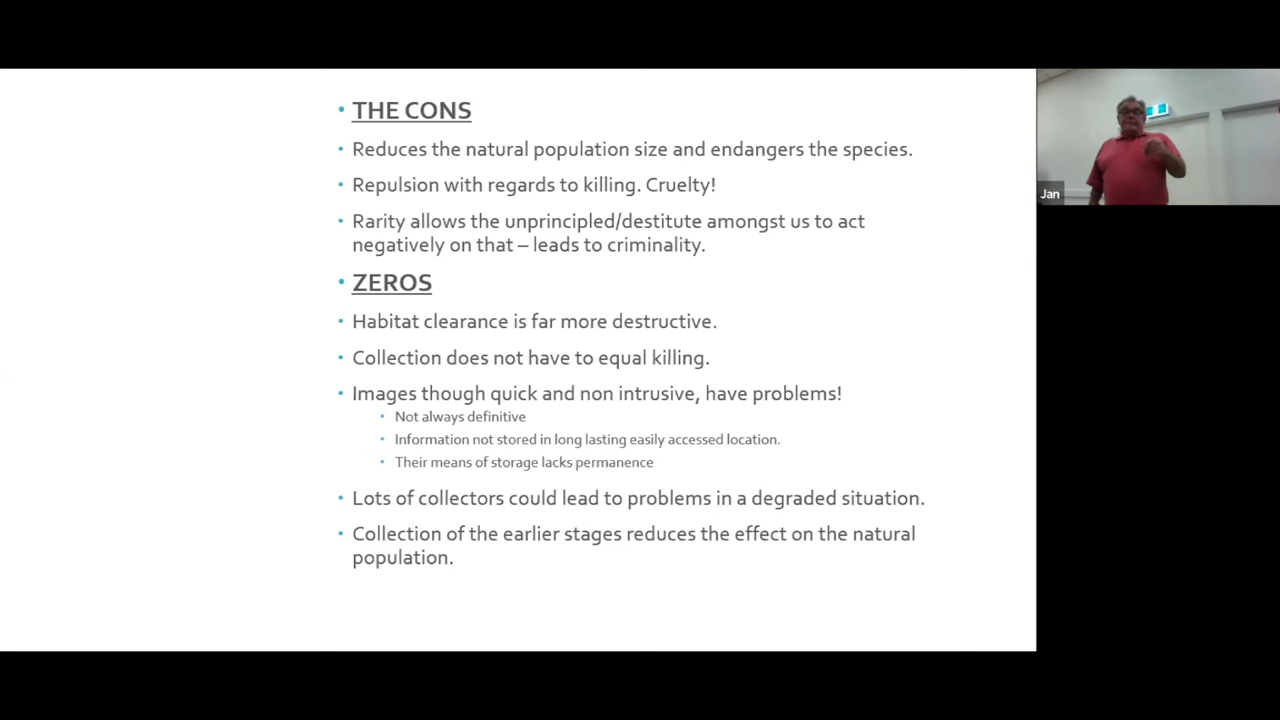 • THE CONS
• Reduces the natural population size and endangers the species.
• Repulsion with regards to killing. Cruelty!
• Rarity allows the unprincipled/destitute amongst us to act
negatively on that – leads to criminality.
• ZEROS
• Habitat clearance is far more destructive.
• Collection does not have to equal killing.
• Images though quick and non intrusive, have problems!
• Not always definitive
• Information not stored in long lasting easily accessed location.
• Their means of storage lacks permanence
• Lots of collectors could lead to problems in a degraded situation.
• Collection of the earlier stages reduces the effect on the natural
population.
Jan